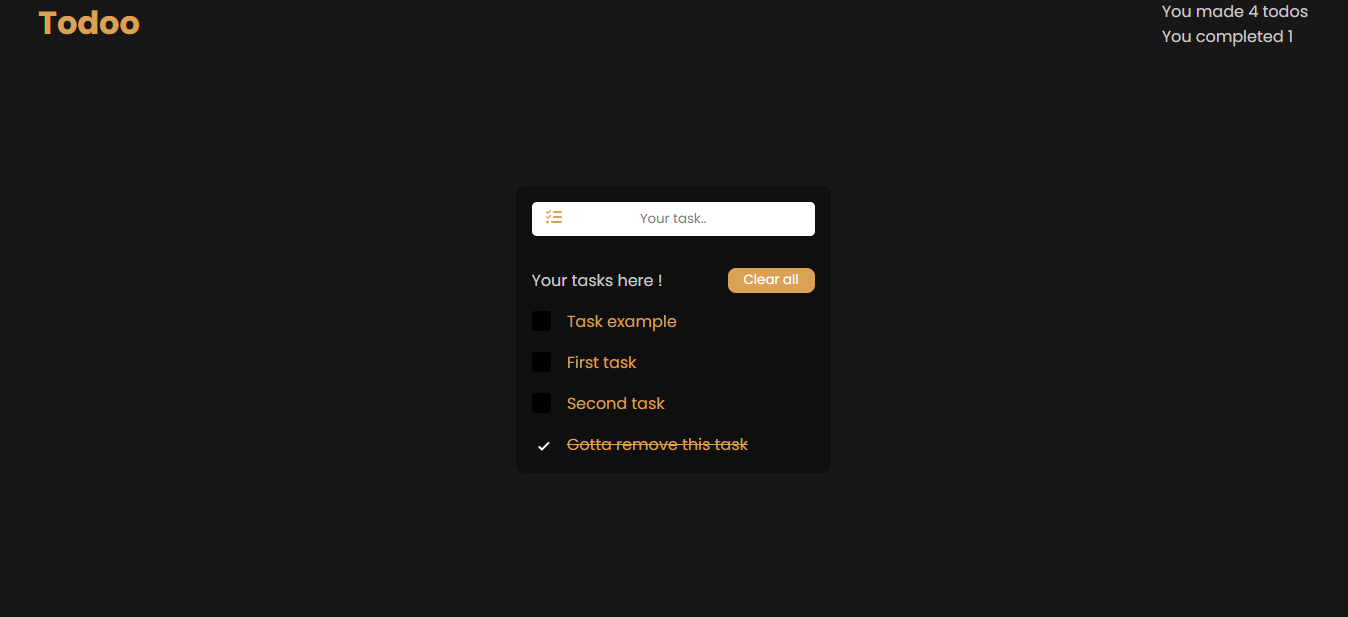 Todoo
You made 4 todos
You completed 1
Your task..
Your tasks here !
Clear all
Task example
First task
Second task
Gotta remove this task